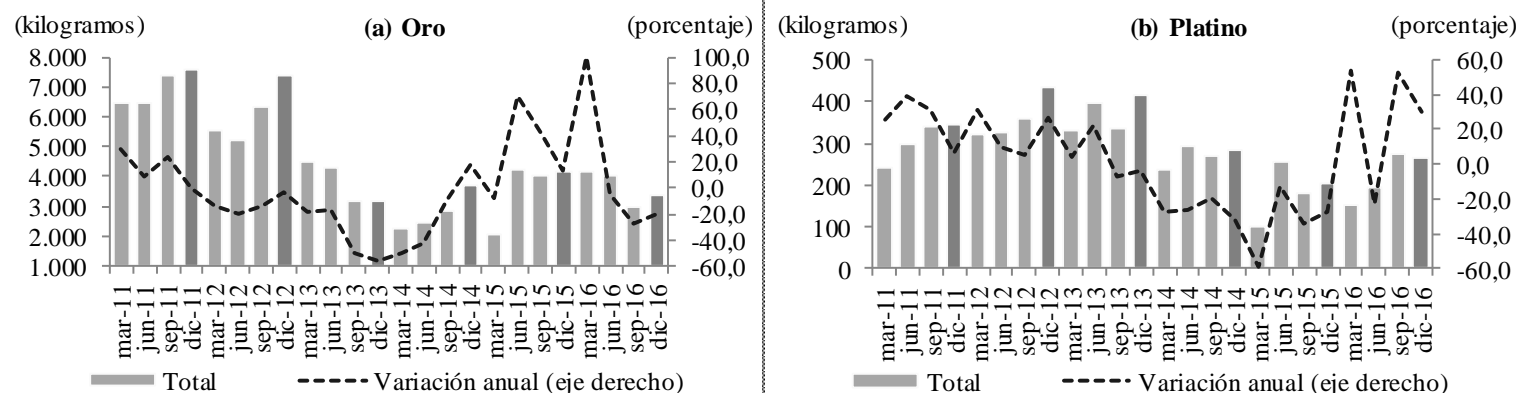 (kilogramos) (a) Oro (porcentaje)
8.000
7.000
6.000
5.000
4.000
3.000
2.000
1.000
100,0
80,0
60,0
40,0
20,0
0,0
-20,0
-40,0
-60,0
mar-11
jun-11
sep-11
dic-11
mar-12
jun-12
sep-12
dic-12
mar-13
jun-13
sep-13
dic-13
mar-14
jun-14
sep-14
dic-14
mar-15
jun-15
sep-15
dic-15
mar-16
jun-16
sep-16
dic-16
Total Variación anual (eje derecho)
(kilogramos) (b) Platino (porcentaje)
500
400
300
200
100
0
60,0
40,0
20,0
0,0
-20,0
-40,0
-60,0
mar-11
jun-11
sep-11
dic-11
mar-12
jun-12
sep-12
dic-12
mar-13
jun-13
sep-13
dic-13
mar-14
jun-14
sep-14
dic-14
mar-15
jun-15
sep-15
dic-15
mar-16
jun-16
sep-16
dic-16
Total Variación anual (eje derecho)